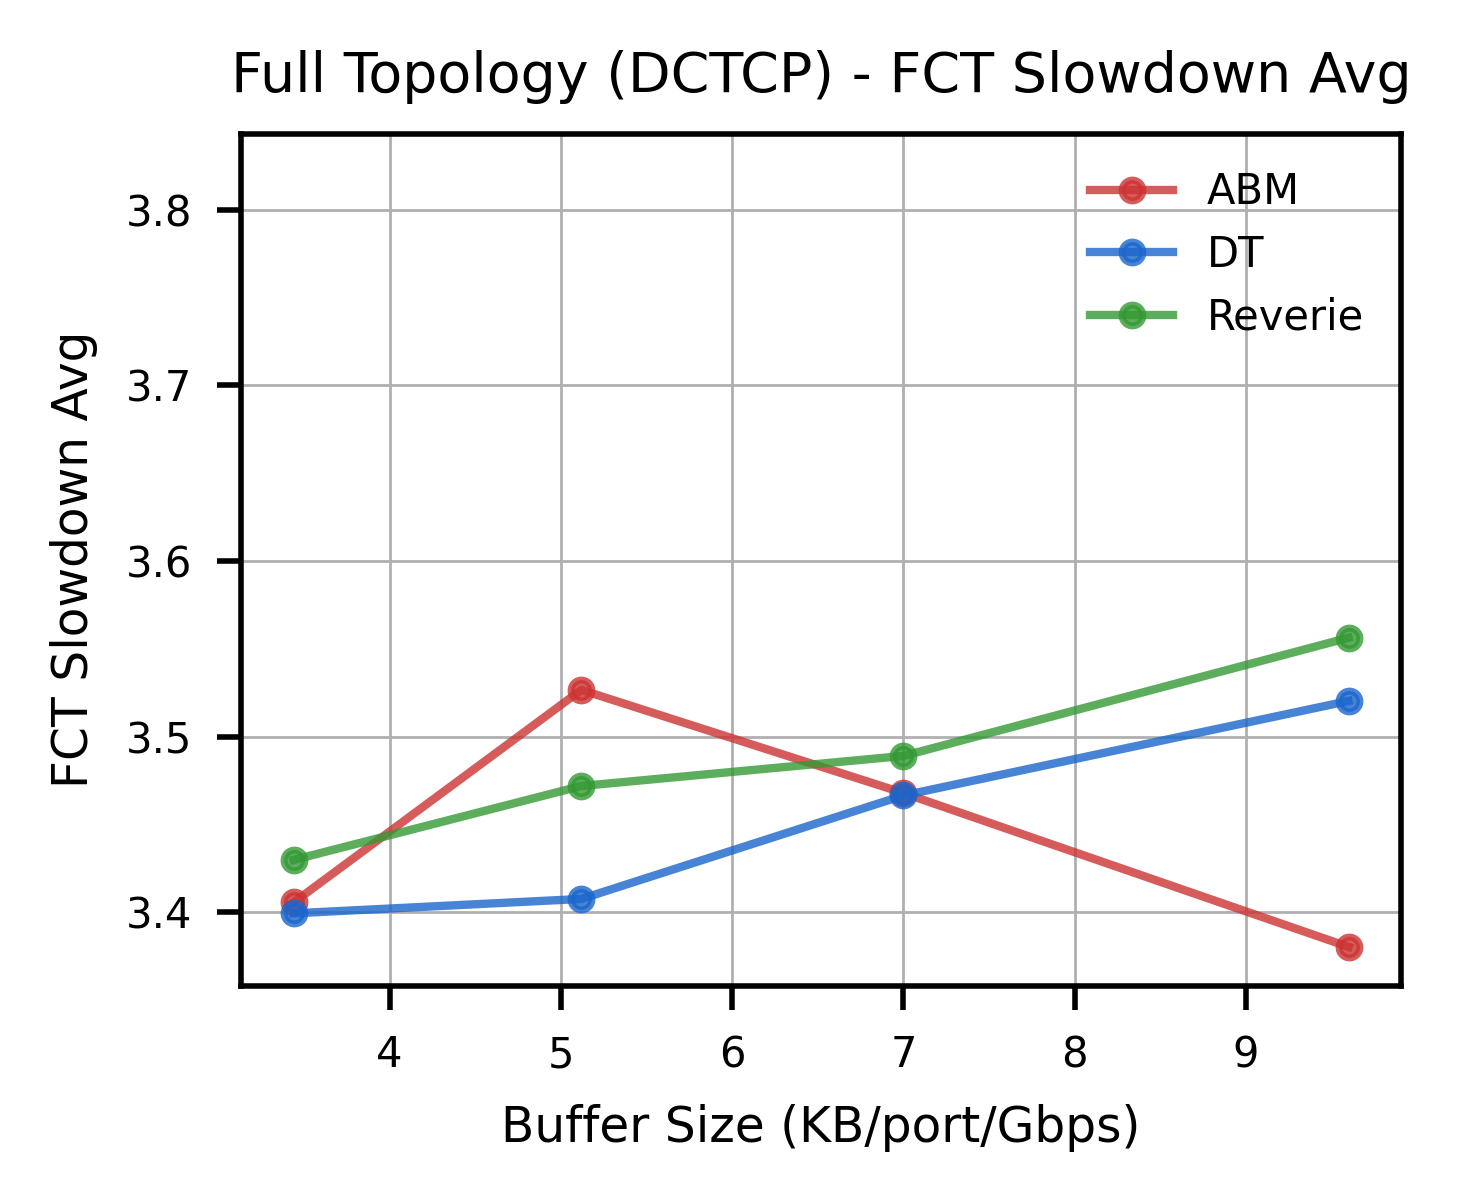 Full Topology (DCTCP) - FCT Slowdown Avg
ABM
DT
Reverie
3.8
3.7
3.6
3.5
3.4
FCT Slowdown Avg
4 5 6 7 8 9
Buffer Size (KB/port/Gbps)